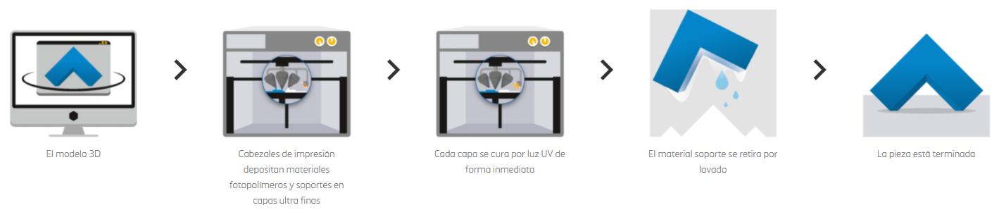 El modelo 3D
Cabezales de impresión
depositan materiales
fotopolímeros y soportes en
capas ultra finas
Cada capa se cura por luz UV de
forma inmediata
El material soporte se retira por
lavado
La pieza está terminada